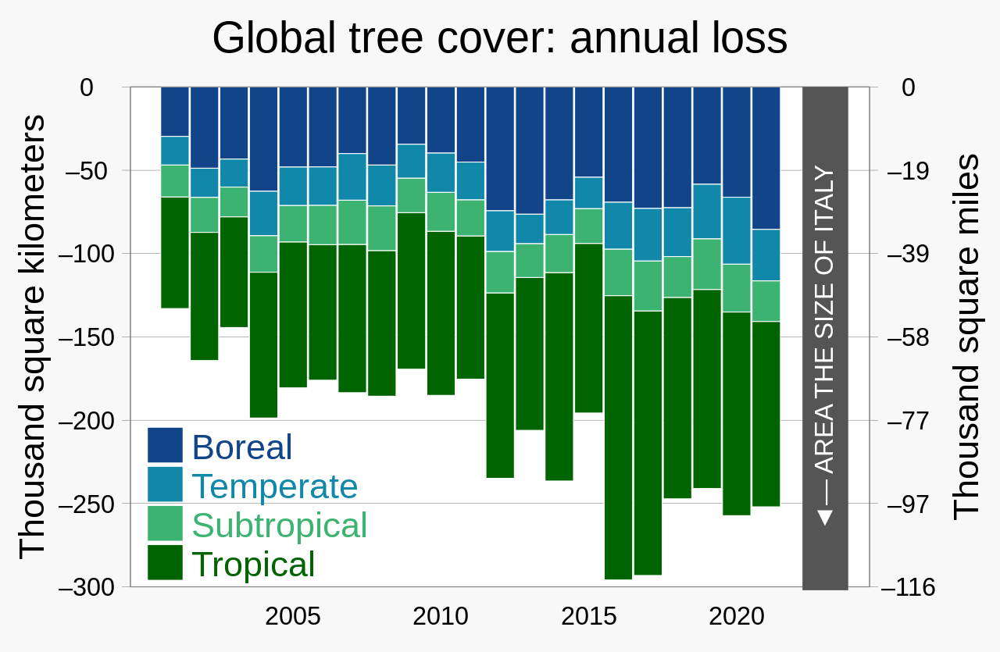 Global tree cover: annual loss
Thousand square kilometers
0
–50
–100
–150
–200
–250
–300
Boreal
Temperate
Subtropical
Tropical
2005
2010
2015
2020
◄— AREA THE SIZE OF ITALY
0
–19
–39
–58
–77
–97
–116
Thousand square miles